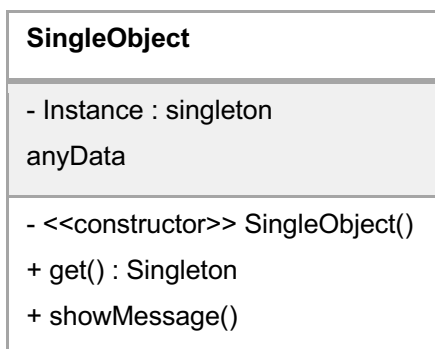 SingleObject
- Instance : singleton
anyData
- <<constructor>> SingleObject()
+ get() : Singleton
+ showMessage()